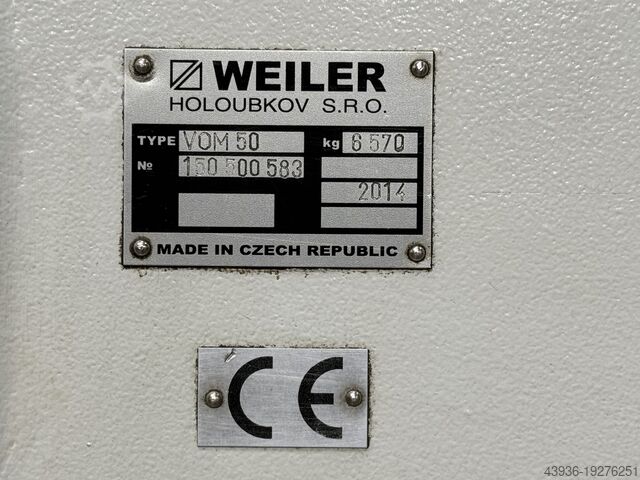 WEILER
HOLOUBKOV S.R.O.
TYPE VOM 50 kg 6 570
№ 150 500 583
2014
MADE IN CZECH REPUBLIC
CE
43936-19276251